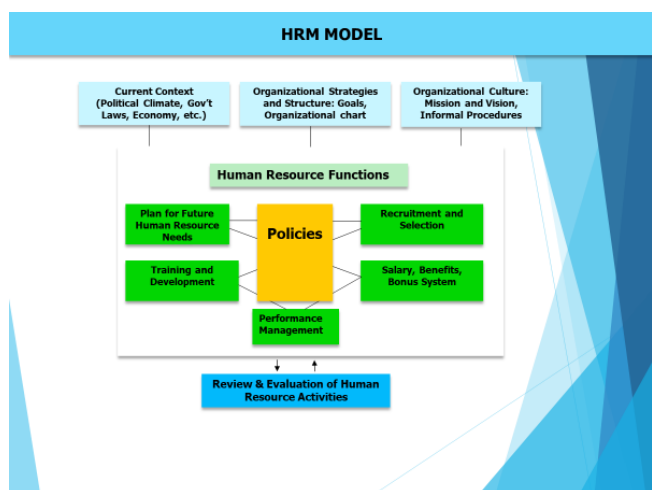 HRM MODEL
Current Context
(Political Climate, Gov't
Laws, Economy, etc.)
Organizational Strategies
and Structure: Goals,
Organizational chart
Organizational Culture:
Mission and Vision,
Informal Procedures
Human Resource Functions
Plan for Future
Human Resource
Needs
Policies
Recruitment and
Selection
Training and
Development
Salary, Benefits,
Bonus System
Performance
Management
Review & Evaluation of Human
Resource Activities